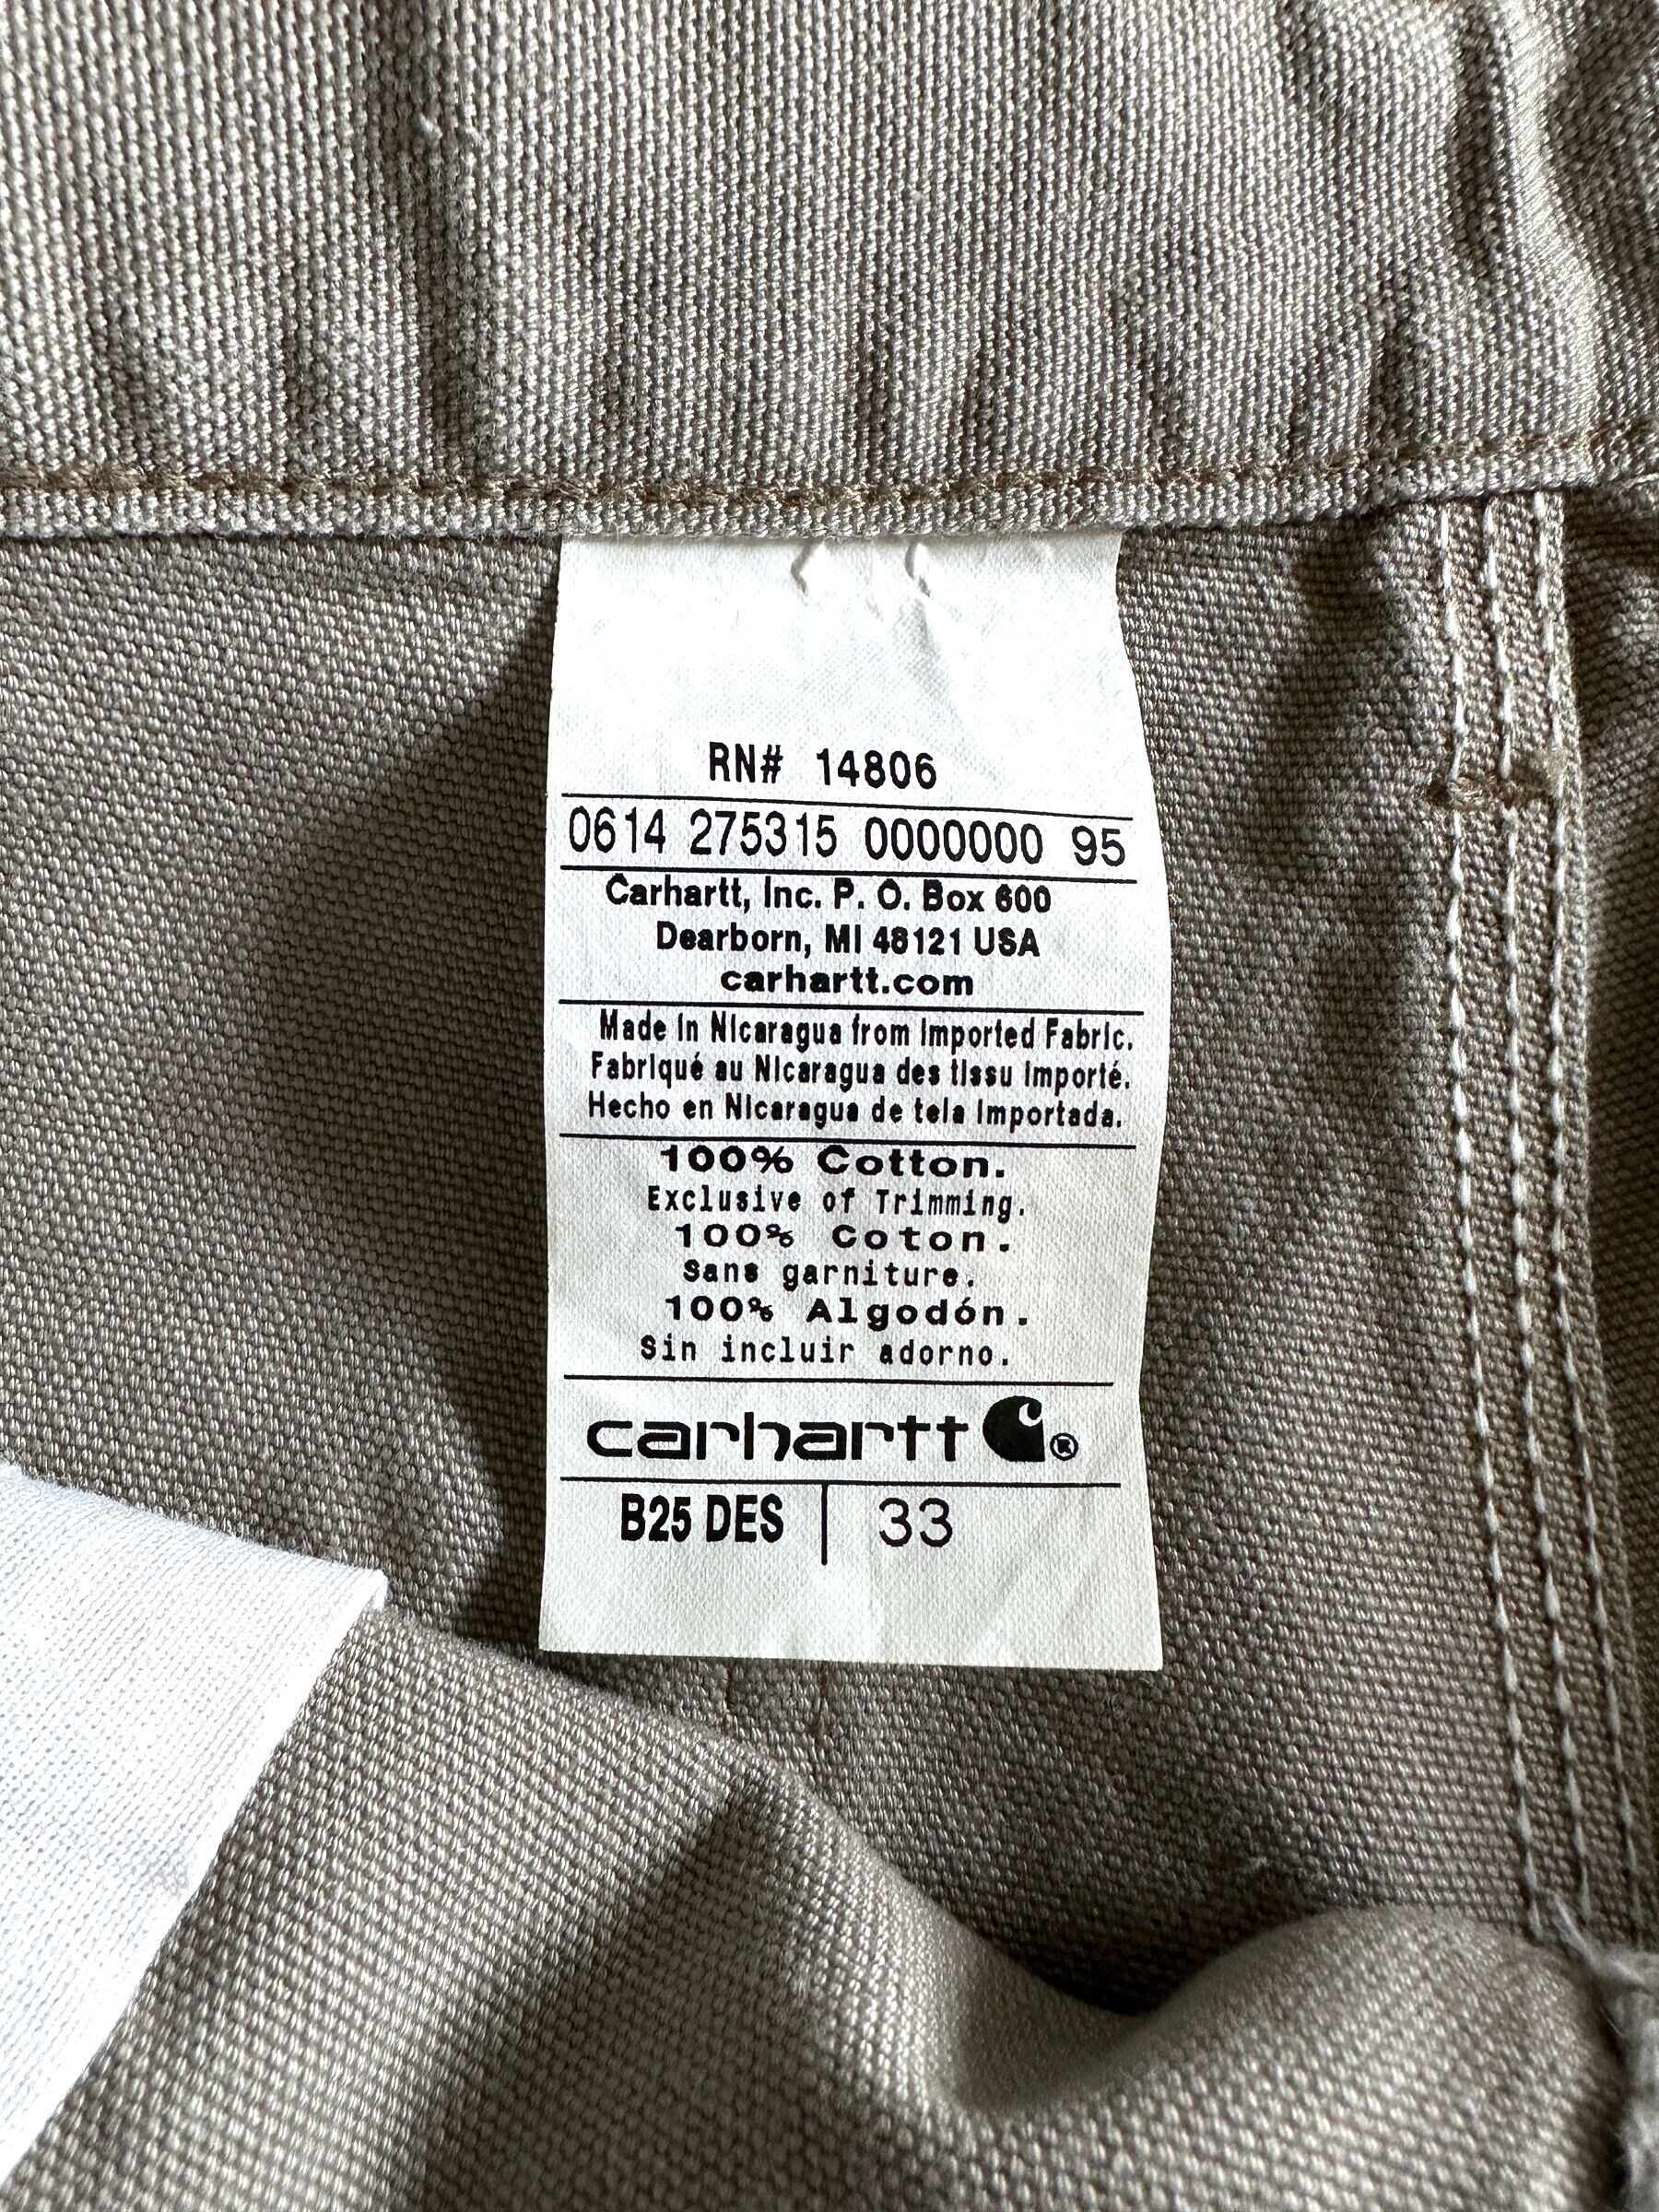 RN# 14806
0614 275315 0000000 95
Carhartt, Inc. P. O. Box 600
Dearborn, MI 48121 USA
carhartt.com
Made in Nicaragua from Imported Fabric.
Fabriqué au Nicaragua des tissu importé.
Hecho en Nicaragua de tela Importada.
100% Cotton.
Exclusive of Trimming.
100% Coton.
Sans garniture.
100% Algodón.
Sin incluir adorno.
carhartt ®
B25 DES | 33